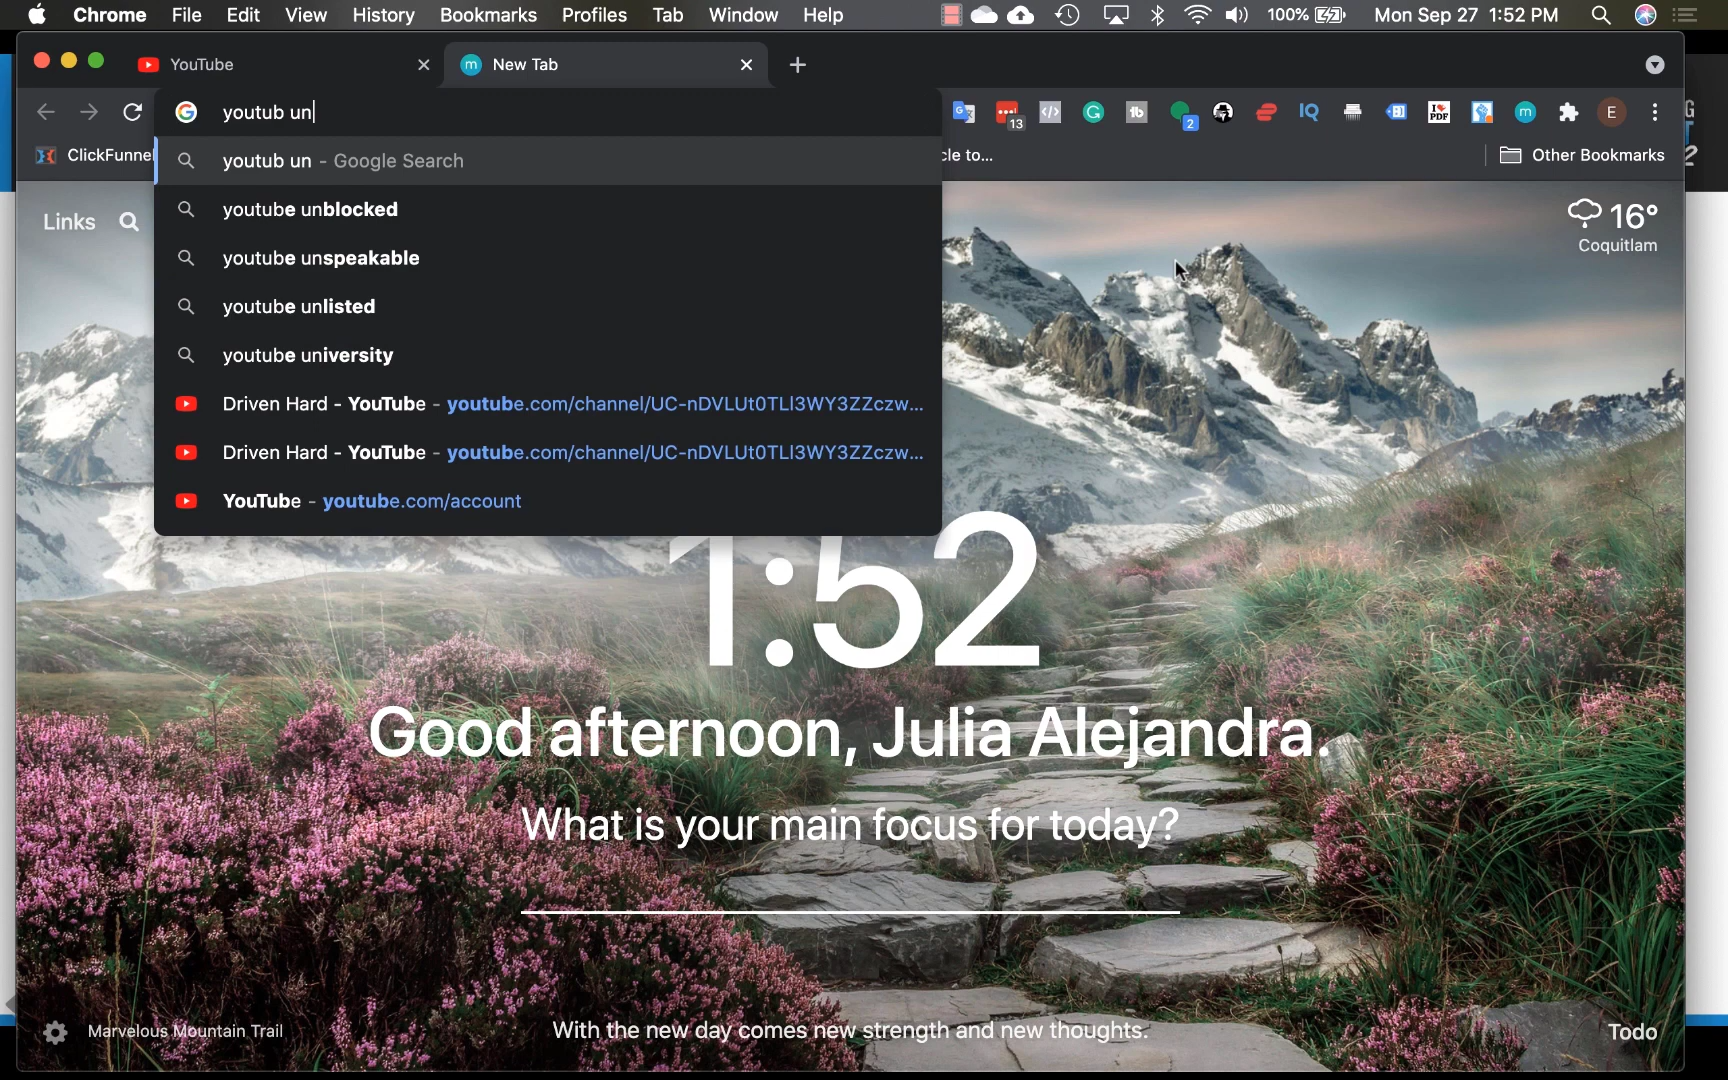 Chrome File Edit View History Bookmarks Profiles Tab Window Help 100% Mon Sep 27 1:52 PM
YouTube
New Tab
youtub un
13
2
E
ClickFunnel
cle to...
Other Bookmarks
youtub un - Google Search
youtube unblocked
youtube unspeakable
youtube unlisted
youtube university
Driven Hard - YouTube - youtube.com/channel/UC-nDVLUt0TLI3WY3ZZczw...
Driven Hard - YouTube - youtube.com/channel/UC-nDVLUt0TLI3WY3ZZczw...
YouTube - youtube.com/account
Links
16°
Coquitlam
1:52
Good afternoon, Julia Alejandra.
What is your main focus for today?
Marvelous Mountain Trail
With the new day comes new strength and new thoughts.
Todo